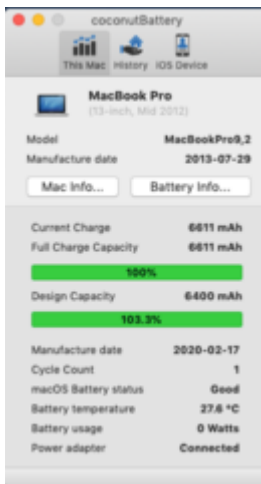 coconutBattery
This Mac History iOS Device
MacBook Pro
(13-inch, Mid 2012)
Model MacBookPro9,2
Manufacture date 2013-07-29
Mac Info... Battery Info...
Current Charge 6611 mAh
Full Charge Capacity 6611 mAh
100%
Design Capacity 6400 mAh
103.3%
Manufacture date 2020-02-17
Cycle Count 1
macOS Battery status Good
Battery temperature 27.6 °C
Battery usage 0 Watts
Power adapter Connected